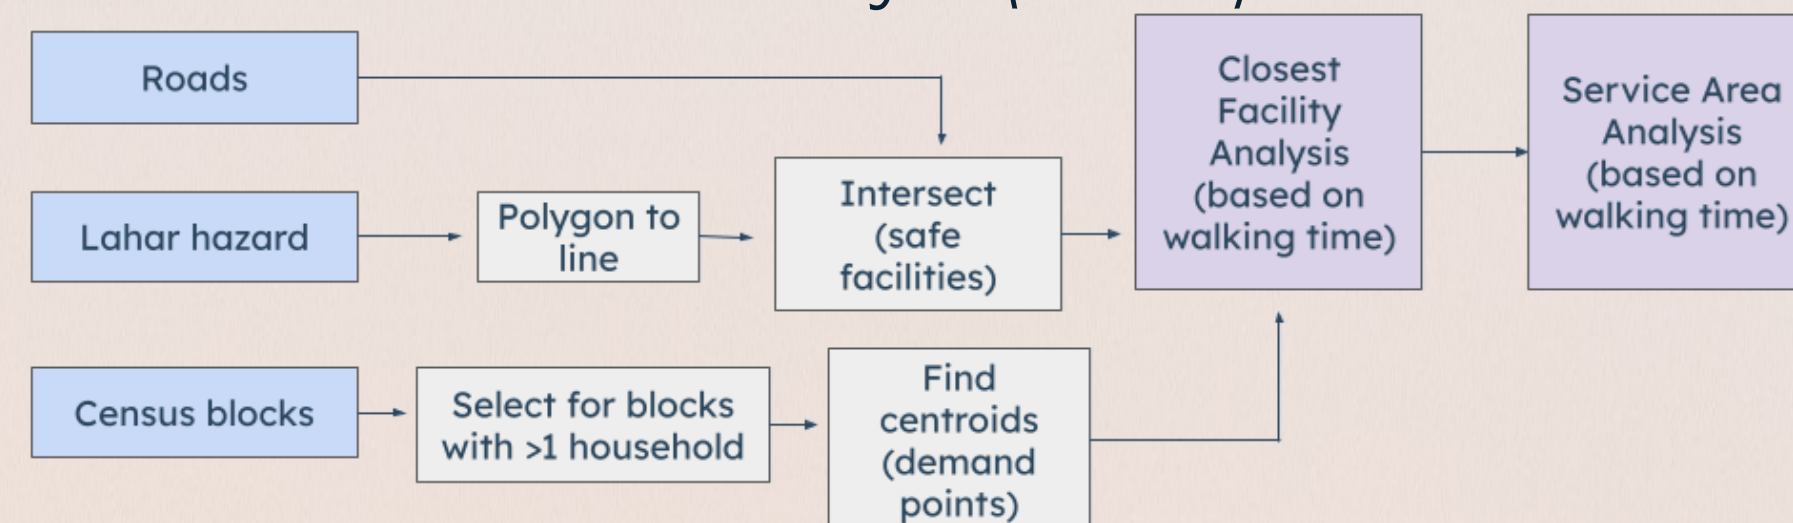 Roads
Lahar hazard
Polygon to
line
Intersect
(safe
facilities)
Closest
Facility
Analysis
(based on
walking time)
Service Area
Analysis
(based on
walking time)
Census blocks
Select for blocks
with >1 household
Find
centroids
(demand
points)